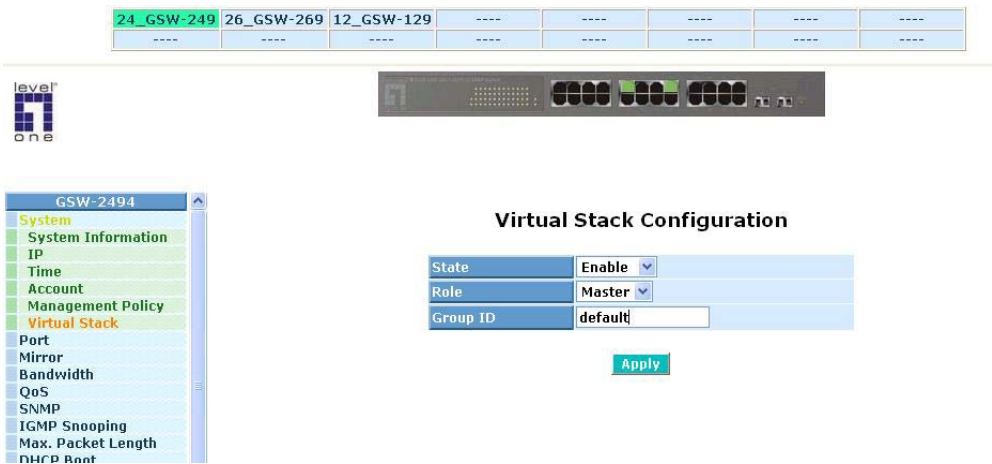 24_GSW-249 26_GSW-269 12_GSW-129 ---- ---- ---- ---- ----
---- ---- ---- ---- ---- ---- ---- ----
level
one
GSW-2494
System
System Information
IP
Time
Account
Management Policy
Virtual Stack
Port
Mirror
Bandwidth
QoS
SNMP
IGMP Snooping
Max. Packet Length
DHCP Boot
Virtual Stack Configuration
State Enable
Role Master
Group ID default
Apply